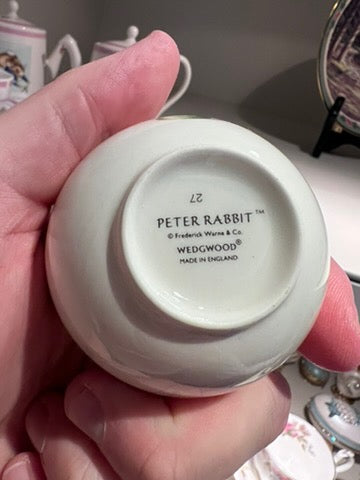 27
PETER RABBIT™
© Frederick Warne & Co.
WEDGWOOD®
MADE IN ENGLAND